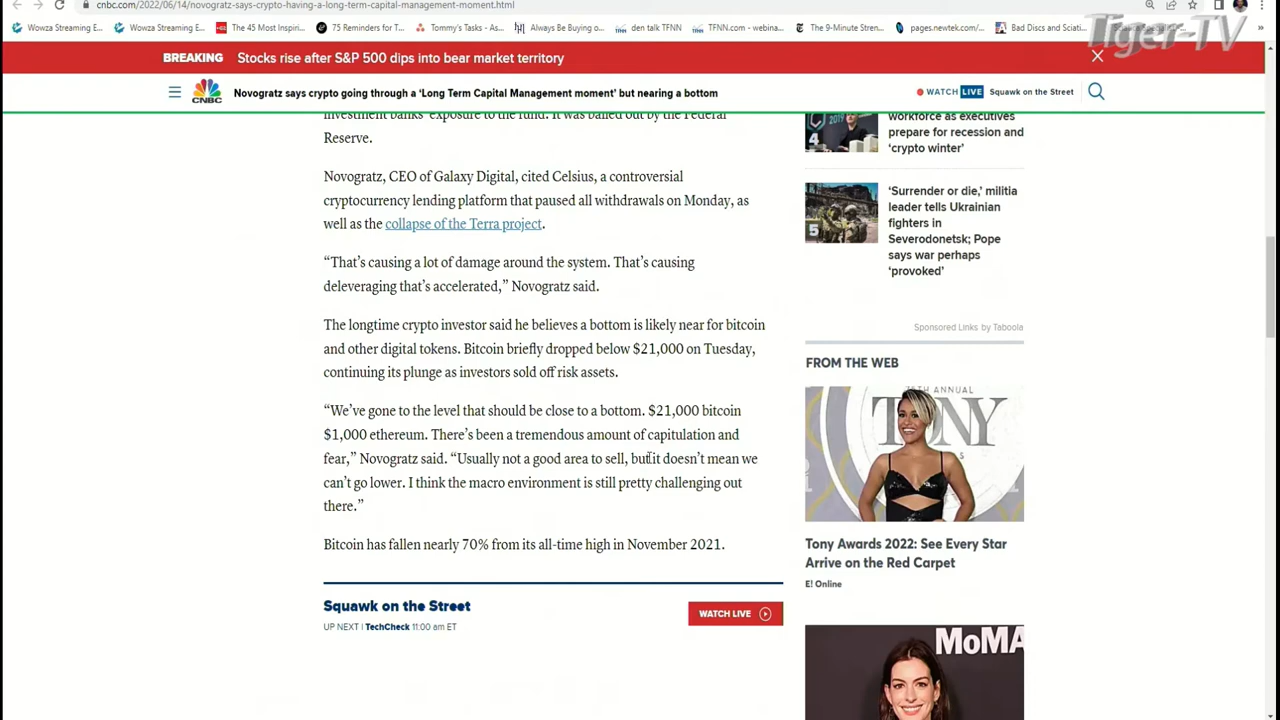 cnbc.com/2022/06/14/novogratz-says-crypto-having-a-long-term-capital-management-moment.html
Wowza Streaming E...
Wowza Streaming E...
The 45 Most Inspiri...
75 Reminders for T...
Tommy's Tasks - As...
Always Be Buying o...
den talk TFNN
TFNN.com - webina...
The 9-Minute Stren...
pages.newtek.com/...
Bad Discs and Sciati...
Tiger-TV
BREAKING
Stocks rise after S&P 500 dips into bear market territory
CNBC
Novogratz says crypto going through a ‘Long Term Capital Management moment’ but nearing a bottom
WATCH LIVE
Squawk on the Street
investment banks’ exposure to the fund. It was bailed out by the Federal
Reserve.
Novogratz, CEO of Galaxy Digital, cited Celsius, a controversial
cryptocurrency lending platform that paused all withdrawals on Monday, as
well as the collapse of the Terra project.
“That’s causing a lot of damage around the system. That’s causing
deleveraging that’s accelerated,” Novogratz said.
The longtime crypto investor said he believes a bottom is likely near for bitcoin
and other digital tokens. Bitcoin briefly dropped below $21,000 on Tuesday,
continuing its plunge as investors sold off risk assets.
“We’ve gone to the level that should be close to a bottom. $21,000 bitcoin
$1,000 ethereum. There’s been a tremendous amount of capitulation and
fear,” Novogratz said. “Usually not a good area to sell, but it doesn’t mean we
can’t go lower. I think the macro environment is still pretty challenging out
there.”
Bitcoin has fallen nearly 70% from its all-time high in November 2021.
Squawk on the Street
UP NEXT | TechCheck 11:00 am ET
WATCH LIVE
2019
4
workforce as executives
prepare for recession and
‘crypto winter’
5
‘Surrender or die,’ militia
leader tells Ukrainian
fighters in
Severodonetsk; Pope
says war perhaps
‘provoked’
Sponsored Links by Taboola
FROM THE WEB
ANNUAL
TONY
Tony Awards 2022: See Every Star
Arrive on the Red Carpet
E! Online
MoMA